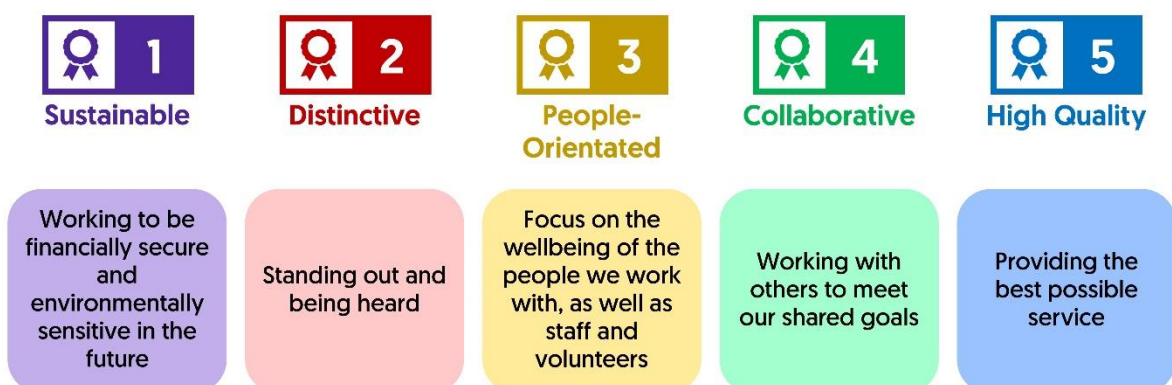 1
Sustainable
Working to be
financially secure
and
environmentally
sensitive in the
future
2
Distinctive
Standing out and
being heard
3
People-
Orientated
Focus on the
wellbeing of the
people we work
with, as well as
staff and
volunteers
4
Collaborative
Working with
others to meet
our shared goals
5
High Quality
Providing the
best possible
service